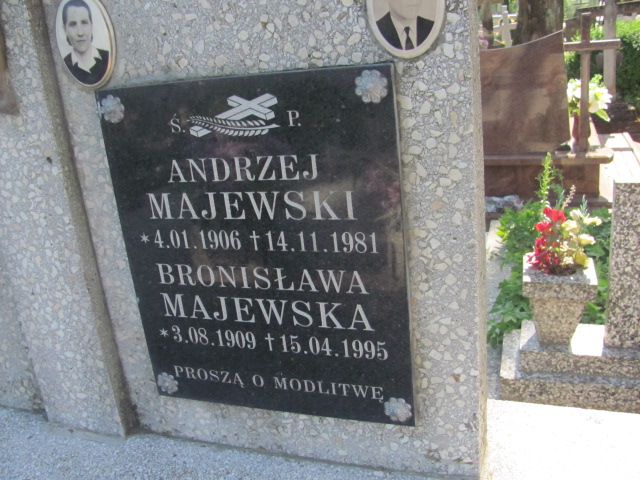 Ś. P.
ANDRZEJ
MAJEWSKI
* 4.01.1906 † 14.11.1981
BRONISŁAWA
MAJEWSKA
* 3.08.1909 † 15.04.1995
PROSZĄ O MODLITWĘ